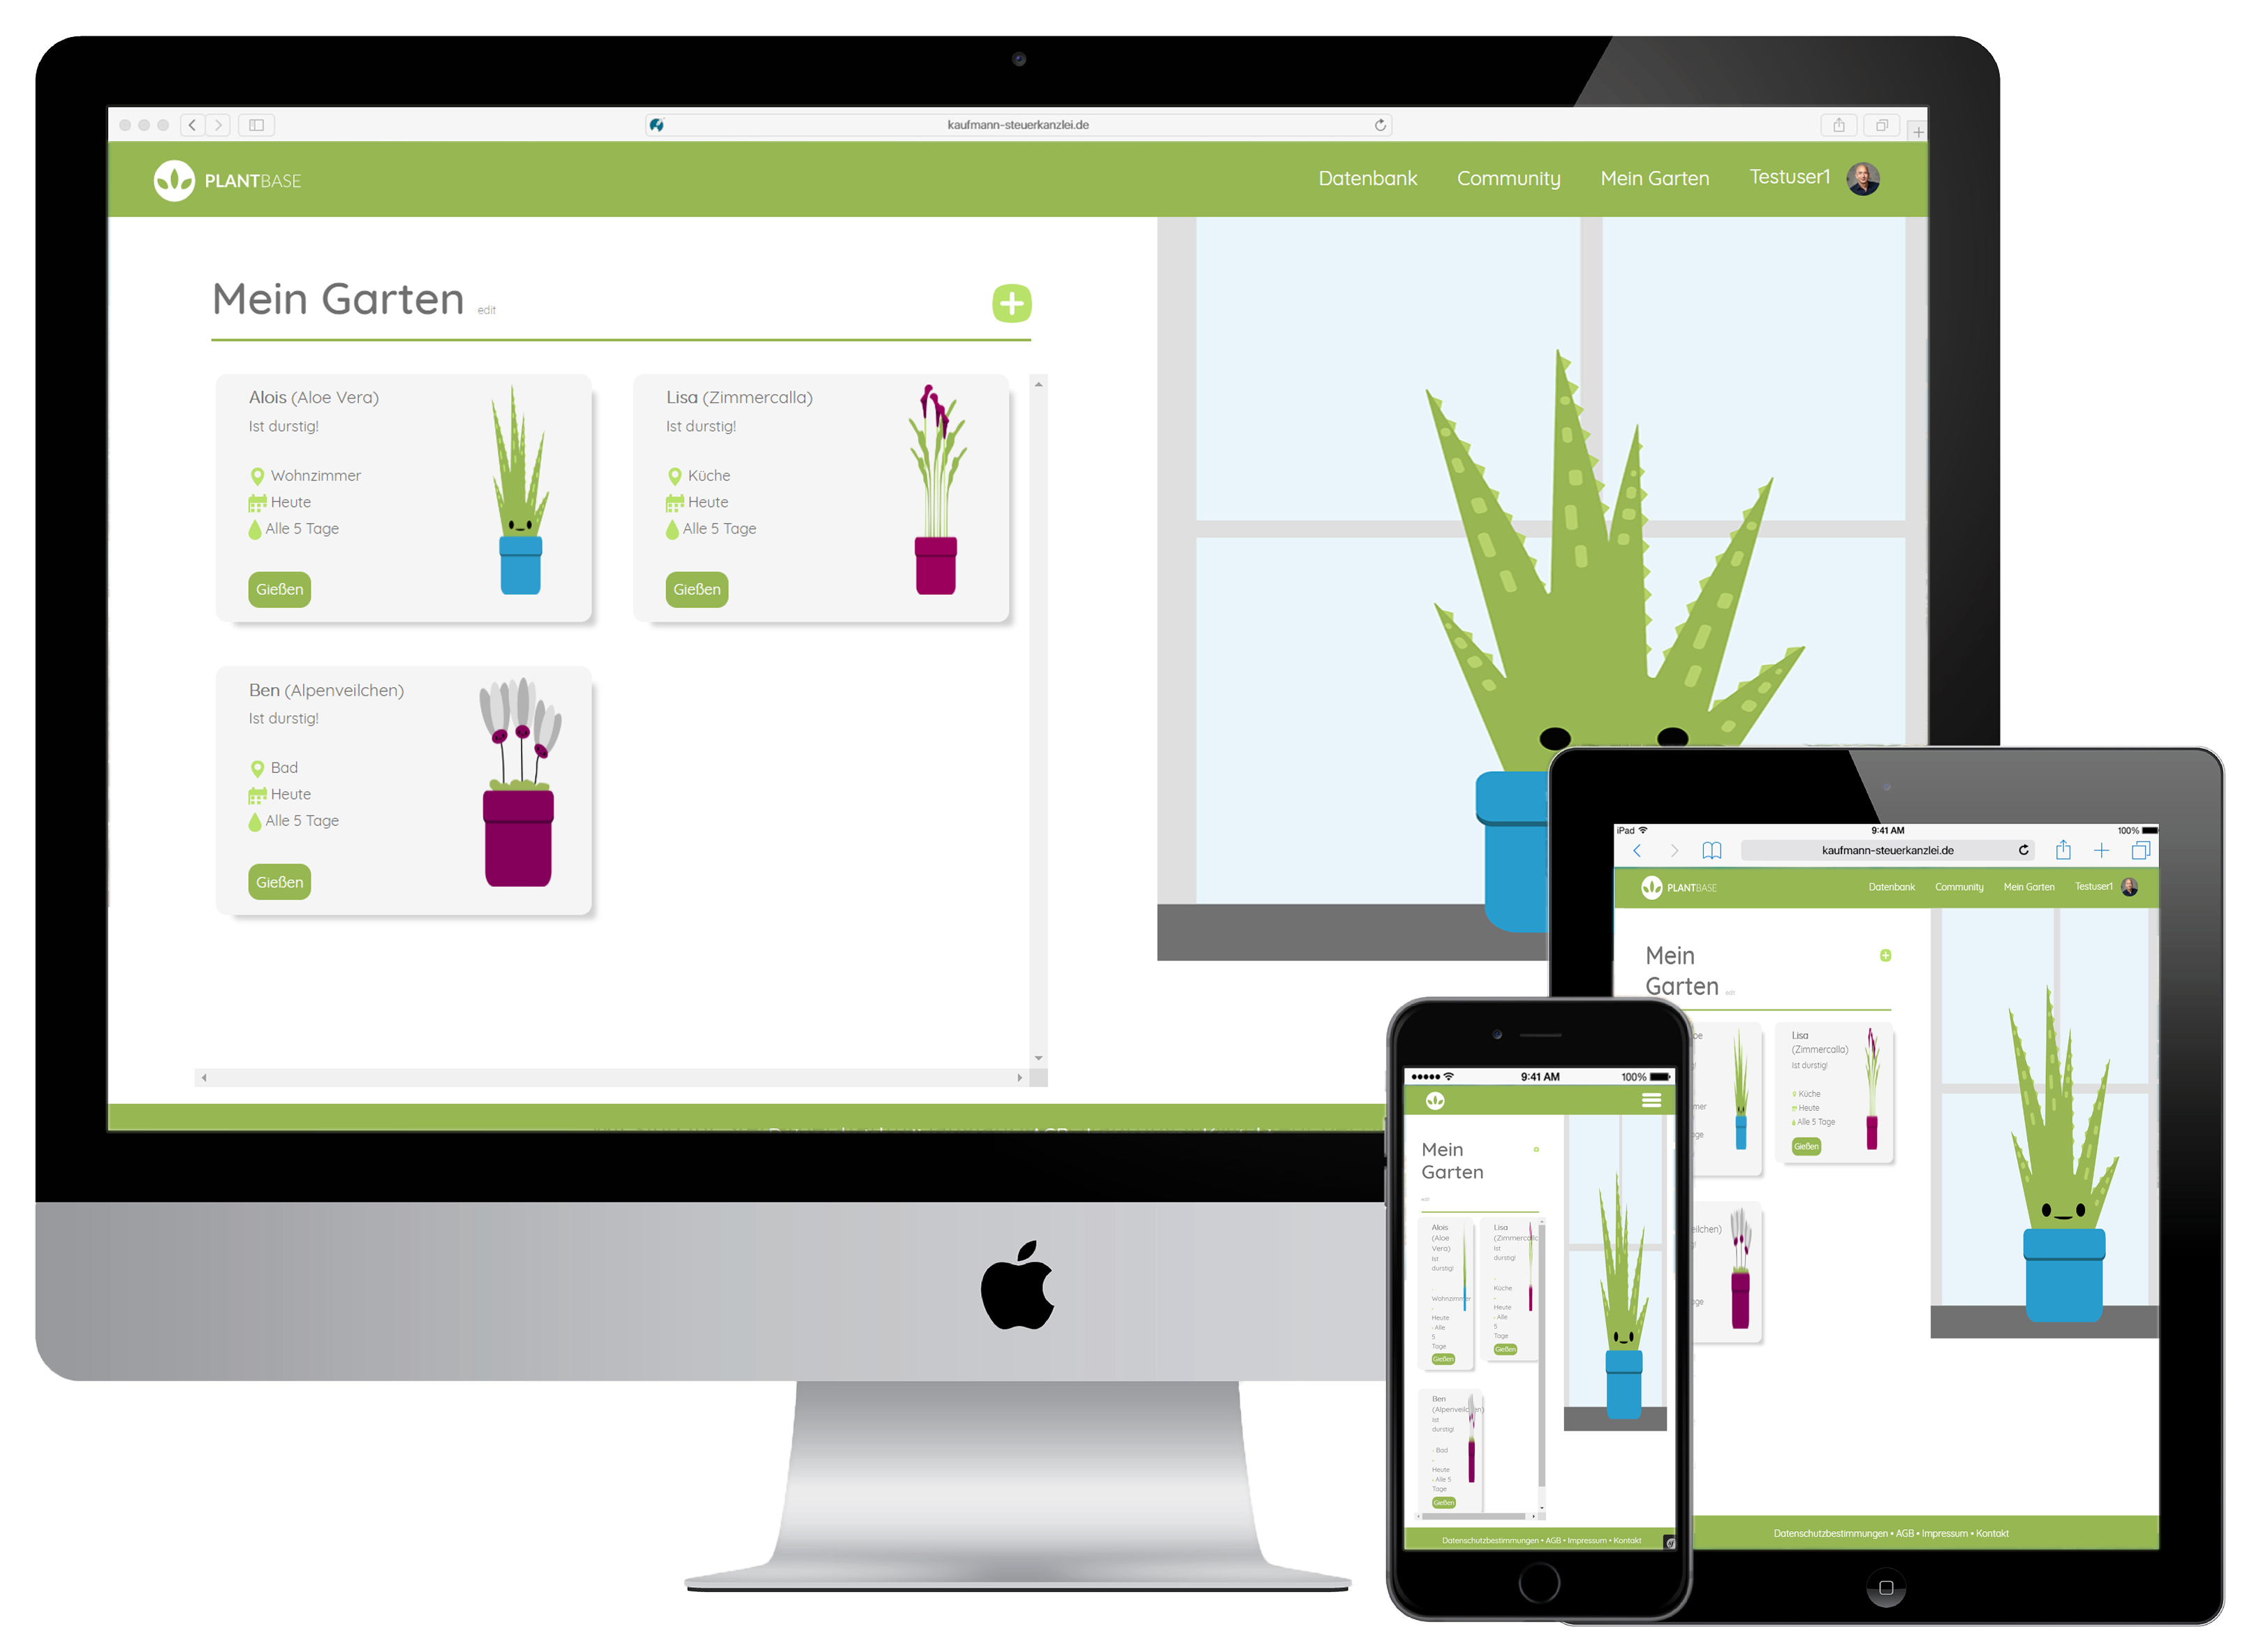 kaufmann-steuerkanzlei.de
PLANTBASE
Datenbank Community Mein Garten Testuser1
Mein Garten edit
Alois (Aloe Vera)
Ist durstig!
Wohnzimmer
Heute
Alle 5 Tage
Gießen
Lisa (Zimmercalla)
Ist durstig!
Küche
Heute
Alle 5 Tage
Gießen
Ben (Alpenveilchen)
Ist durstig!
Bad
Heute
Alle 5 Tage
Gießen
iPad 9:41 AM 100%
kaufmann-steuerkanzlei.de
PLANTBASE
Datenbank Community Mein Garten Testuser1
Mein
Garten edit
Lisa
(Zimmercalla)
Ist durstig!
Küche
Heute
Alle 5 Tage
Gießen
Datenschutzbestimmungen • AGB • Impressum • Kontakt
9:41 AM 100%
Mein
Garten
edit
Alois
(Aloe
Vera)
Ist
durstig!
Wohnzimmer
Heute
Alle
5
Tage
Gießen
Lisa
Ist
durstig!
Küche
Heute
Alle
5
Tage
Gießen
Ben
Ist
durstig!
Bad
Heute
Alle 5
Tage
Gießen
Datenschutzbestimmungen • AGB • Impressum • Kontakt